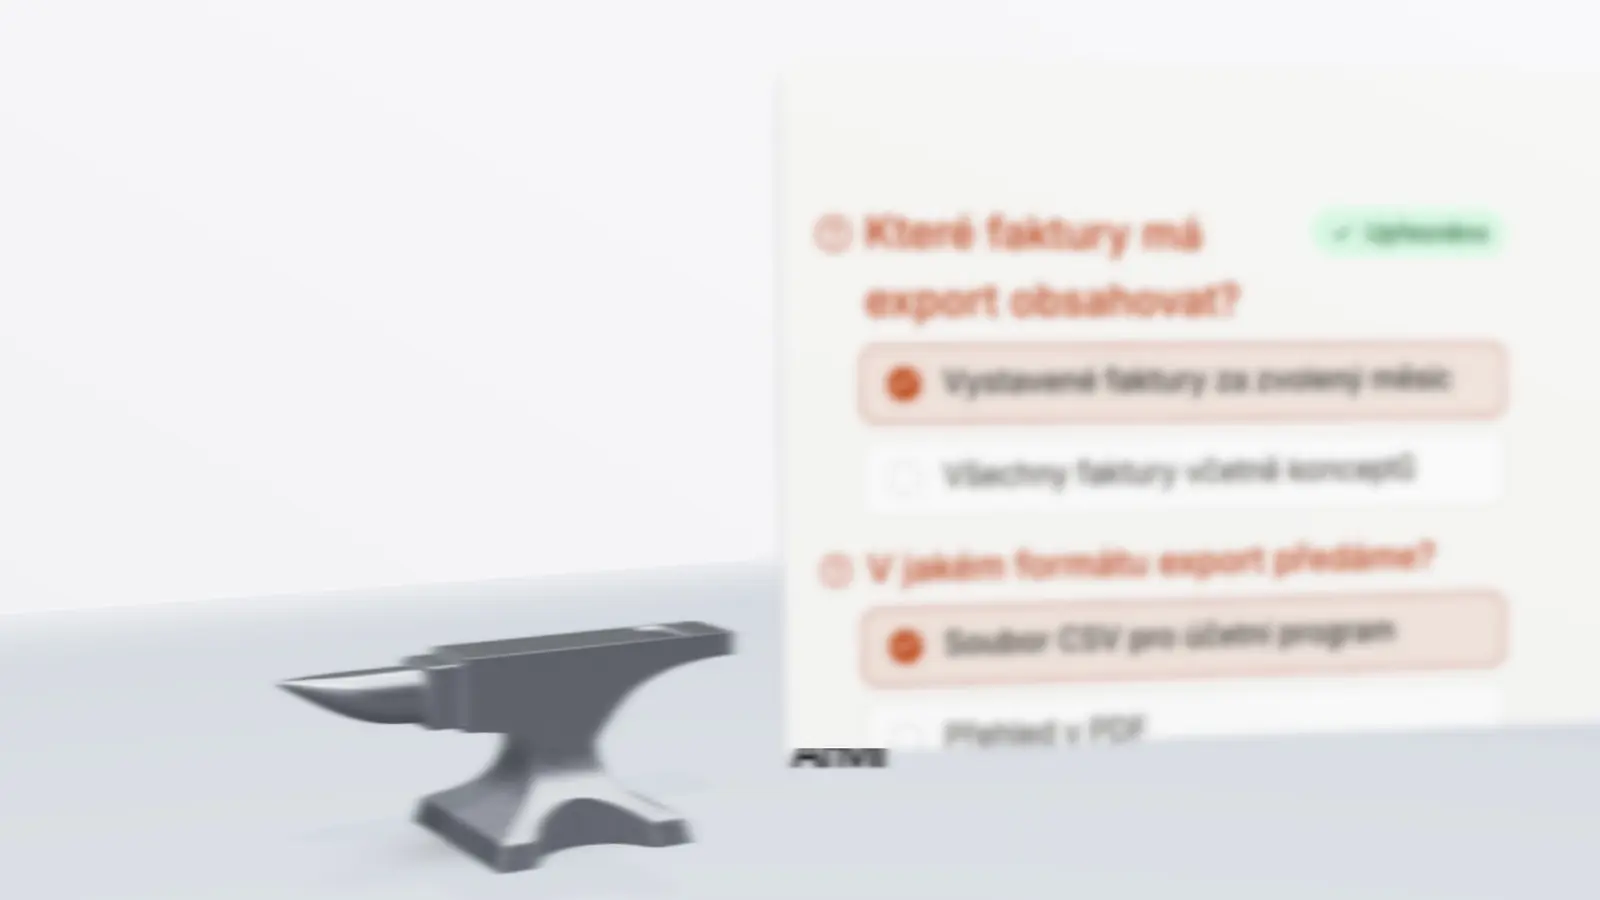 Které faktury má
export obsahovat?
Vystavené faktury za zvolený měsíc
Všechny faktury včetně konceptů
V jakém formátu export předáme?
Soubor CSV pro účetní program
Přehled v PDF